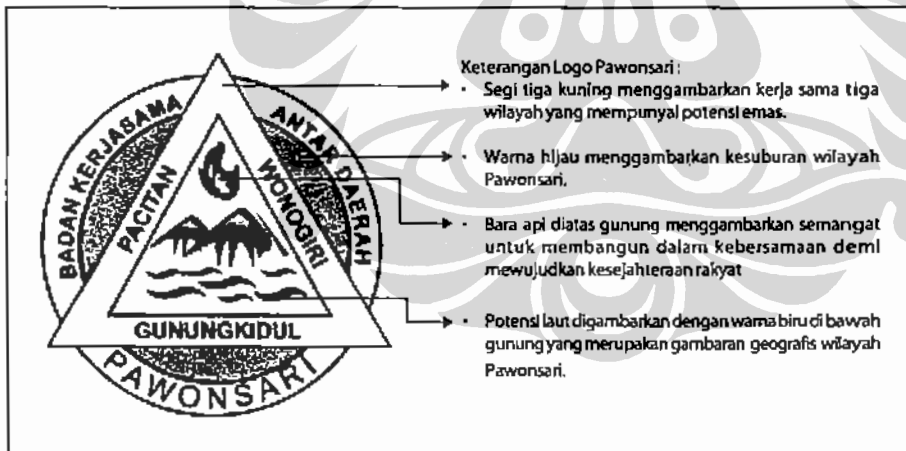 BADAN KERJASAMA ANTAR DAERAH
PACITAN
WONOGIRI
GUNUNGKIDUL
PAWONSARI
Keterangan Logo Pawonsari :
· Segi tiga kuning menggambarkan kerja sama tiga
wilayah yang mempunyai potensi emas.
· Warna hijau menggambarkan kesuburan wilayah
Pawonsari.
· Bara api diatas gunung menggambarkan semangat
untuk membangun dalam kebersamaan demi
mewujudkan kesejahteraan rakyat
· Potensi laut digambarkan dengan warna biru di bawah
gunung yang merupakan gambaran geografis wilayah
Pawonsari.